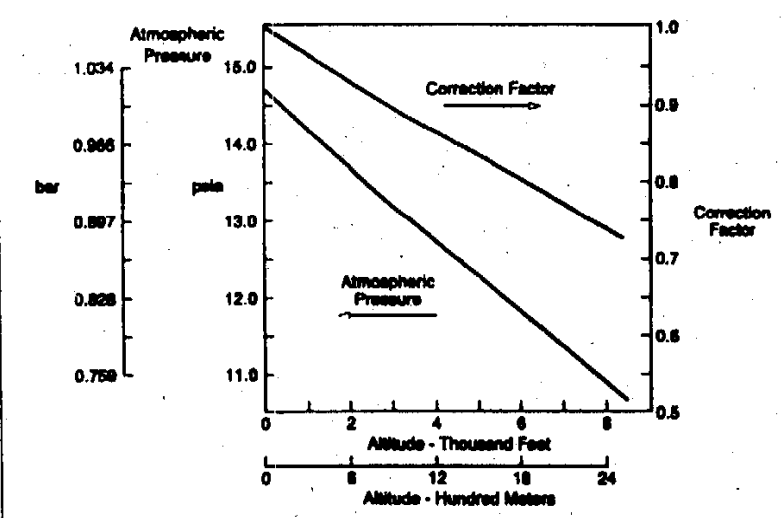 Atmospheric
Pressure
1.034
0.966
bar
0.897
0.828
0.759
15.0
14.0
psia
13.0
12.0
11.0
Correction Factor
Atmospheric
Pressure
1.0
0.9
0.8
0.7
0.6
0.5
Correction
Factor
0 2 4 6 8
Altitude - Thousand Feet
0 6 12 18 24
Altitude - Hundred Meters